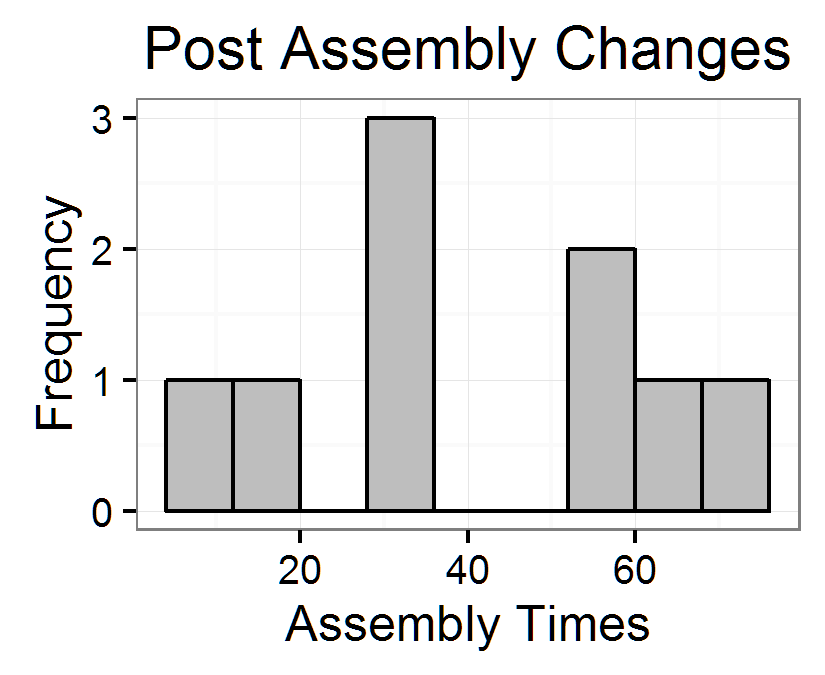 Post Assembly Changes
3
2
1
0
Frequency
20 40 60
Assembly Times